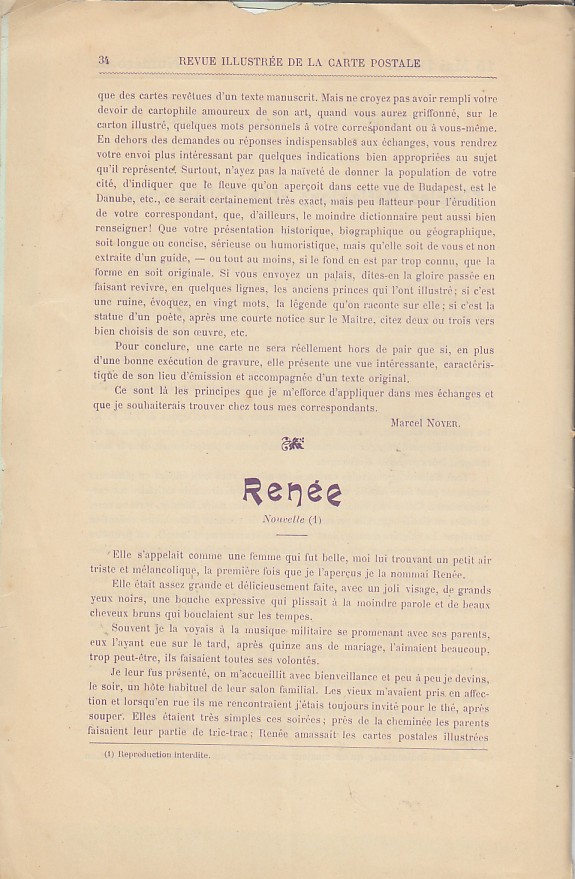 34 REVUE ILLUSTRÉE DE LA CARTE POSTALE
que des cartes revêtues d'un texte manuscrit. Mais ne croyez pas avoir rempli votre
devoir de cartophile amoureux de son art, quand vous aurez griffonné, sur le
carton illustré, quelques mots personnels à votre correspondant ou à vous-même.
En dehors des demandes ou réponses indispensables aux échanges, vous rendrez
votre envoi plus intéressant par quelques indications bien appropriées au sujet
qu'il représente. Surtout, n'ayez pas la naïveté de donner la population de votre
cité, d'indiquer que le fleuve qu'on aperçoit dans cette vue de Budapest, est le
Danube, etc., ce serait certainement très exact, mais peu flatteur pour l'érudition
de votre correspondant, que, d'ailleurs, le moindre dictionnaire peut aussi bien
renseigner! Que votre présentation historique, biographique ou géographique,
soit longue ou concise, sérieuse ou humoristique, mais qu'elle soit de vous et non
extraite d'un guide, — ou tout au moins, si le fond en est par trop connu, que la
forme en soit originale. Si vous envoyez un palais, dites-en la gloire passée en
faisant revivre, en quelques lignes, les anciens princes qui l'ont illustré; si c'est
une ruine, évoquez, en vingt mots, la légende qu'on raconte sur elle; si c'est la
statue d'un poète, après une courte notice sur le Maître, citez deux ou trois vers
bien choisis de son œuvre, etc.
Pour conclure, une carte ne sera réellement hors de pair que si, en plus
d'une bonne exécution de gravure, elle présente une vue intéressante, caractéris-
tique de son lieu d'émission et accompagnée d'un texte original.
Ce sont là les principes que je m'efforce d'appliquer dans mes échanges et
que je souhaiterais trouver chez tous mes correspondants.
Marcel NOYER.
Renée
Nouvelle (1)
Elle s'appelait comme une femme qui fut belle, moi lui trouvant un petit air
triste et mélancolique, la première fois que je l'aperçus je la nommai Renée.
Elle était assez grande et délicieusement faite, avec un joli visage, de grands
yeux noirs, une bouche expressive qui plissait à la moindre parole et de beaux
cheveux bruns qui bouclaient sur les tempes.
Souvent je la voyais à la musique militaire se promenant avec ses parents,
eux l'ayant eue sur le tard, après quinze ans de mariage, l'aimaient beaucoup,
trop peut-être, ils faisaient toutes ses volontés.
Je leur fus présenté, on m'accueillit avec bienveillance et peu à peu je devins,
le soir, un hôte habituel de leur salon familial. Les vieux m'avaient pris en affec-
tion et lorsqu'en rue ils me rencontraient j'étais toujours invité pour le thé, après
souper. Elles étaient très simples ces soirées; près de la cheminée les parents
faisaient leur partie de tric-trac; Renée amassait les cartes postales illustrées
(1) Reproduction interdite.